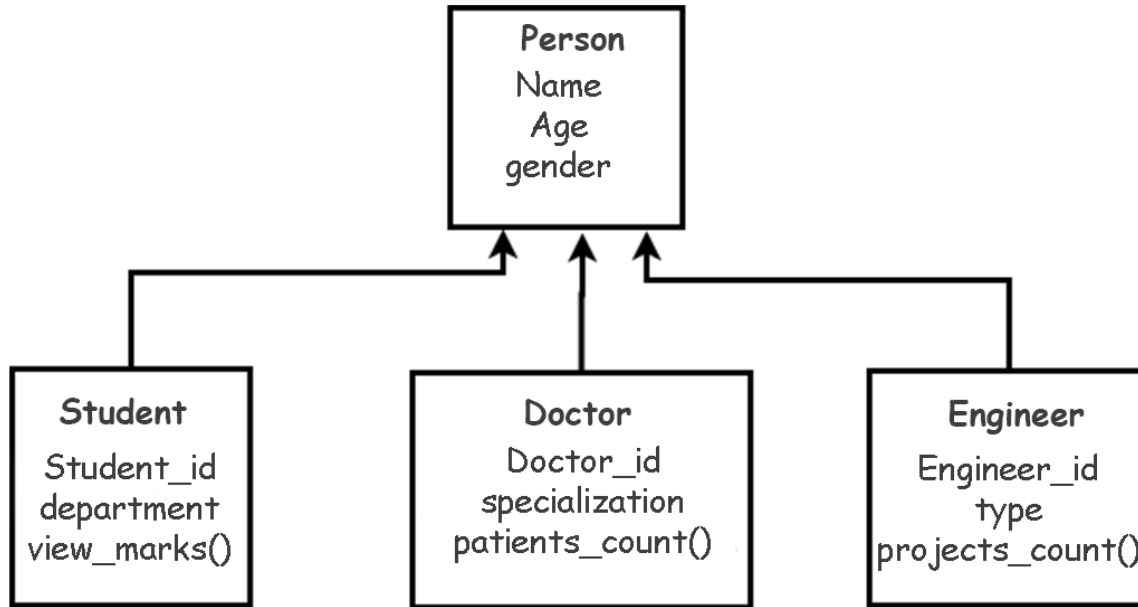 Person
Name
Age
gender
Student
Student_id
department
view_marks()
Doctor
Doctor_id
specialization
patients_count()
Engineer
Engineer_id
type
projects_count()